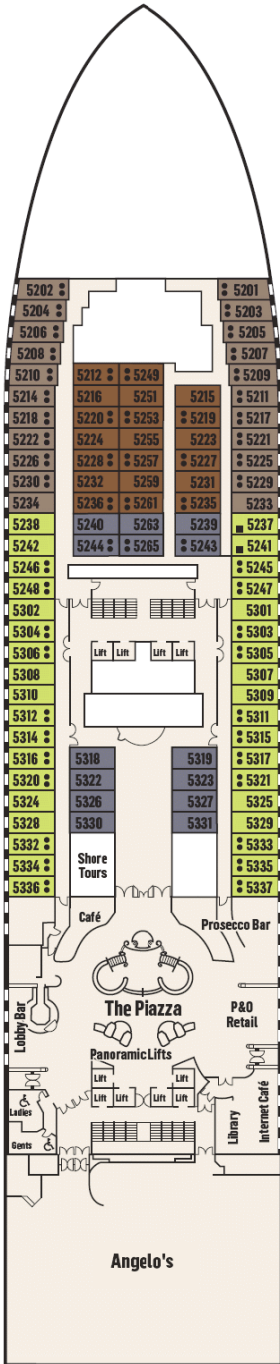 5202 5201
5204 5203
5206 5205
5208 5207
5210 5212 5249 5209
5214 5216 5251 5215 5211
5218 5220 5253 5219 5217
5222 5224 5255 5223 5221
5226 5228 5257 5227 5225
5230 5232 5259 5231 5229
5234 5236 5261 5235 5233
5238 5240 5263 5239 5237
5242 5244 5265 5243 5241
5246 5245
5248 5247
5302 5301
5304 5303
5306 Lift Lift Lift Lift 5305
5308 5307
5310 5309
5312 5311
5314 5315
5316 5318 5319 5317
5320 5322 5323 5321
5324 5326 5327 5325
5328 5330 5331 5329
5332 5333
5334 Shore 5335
Tours
5336 5337
Café
Prosecco Bar
Lobby Bar
The Piazza
P&O
Retail
Panoramic Lifts
Lift Lift
Lift Lift Lift Lift
Ladies
Gents
Library
Internet Café
Angelo's